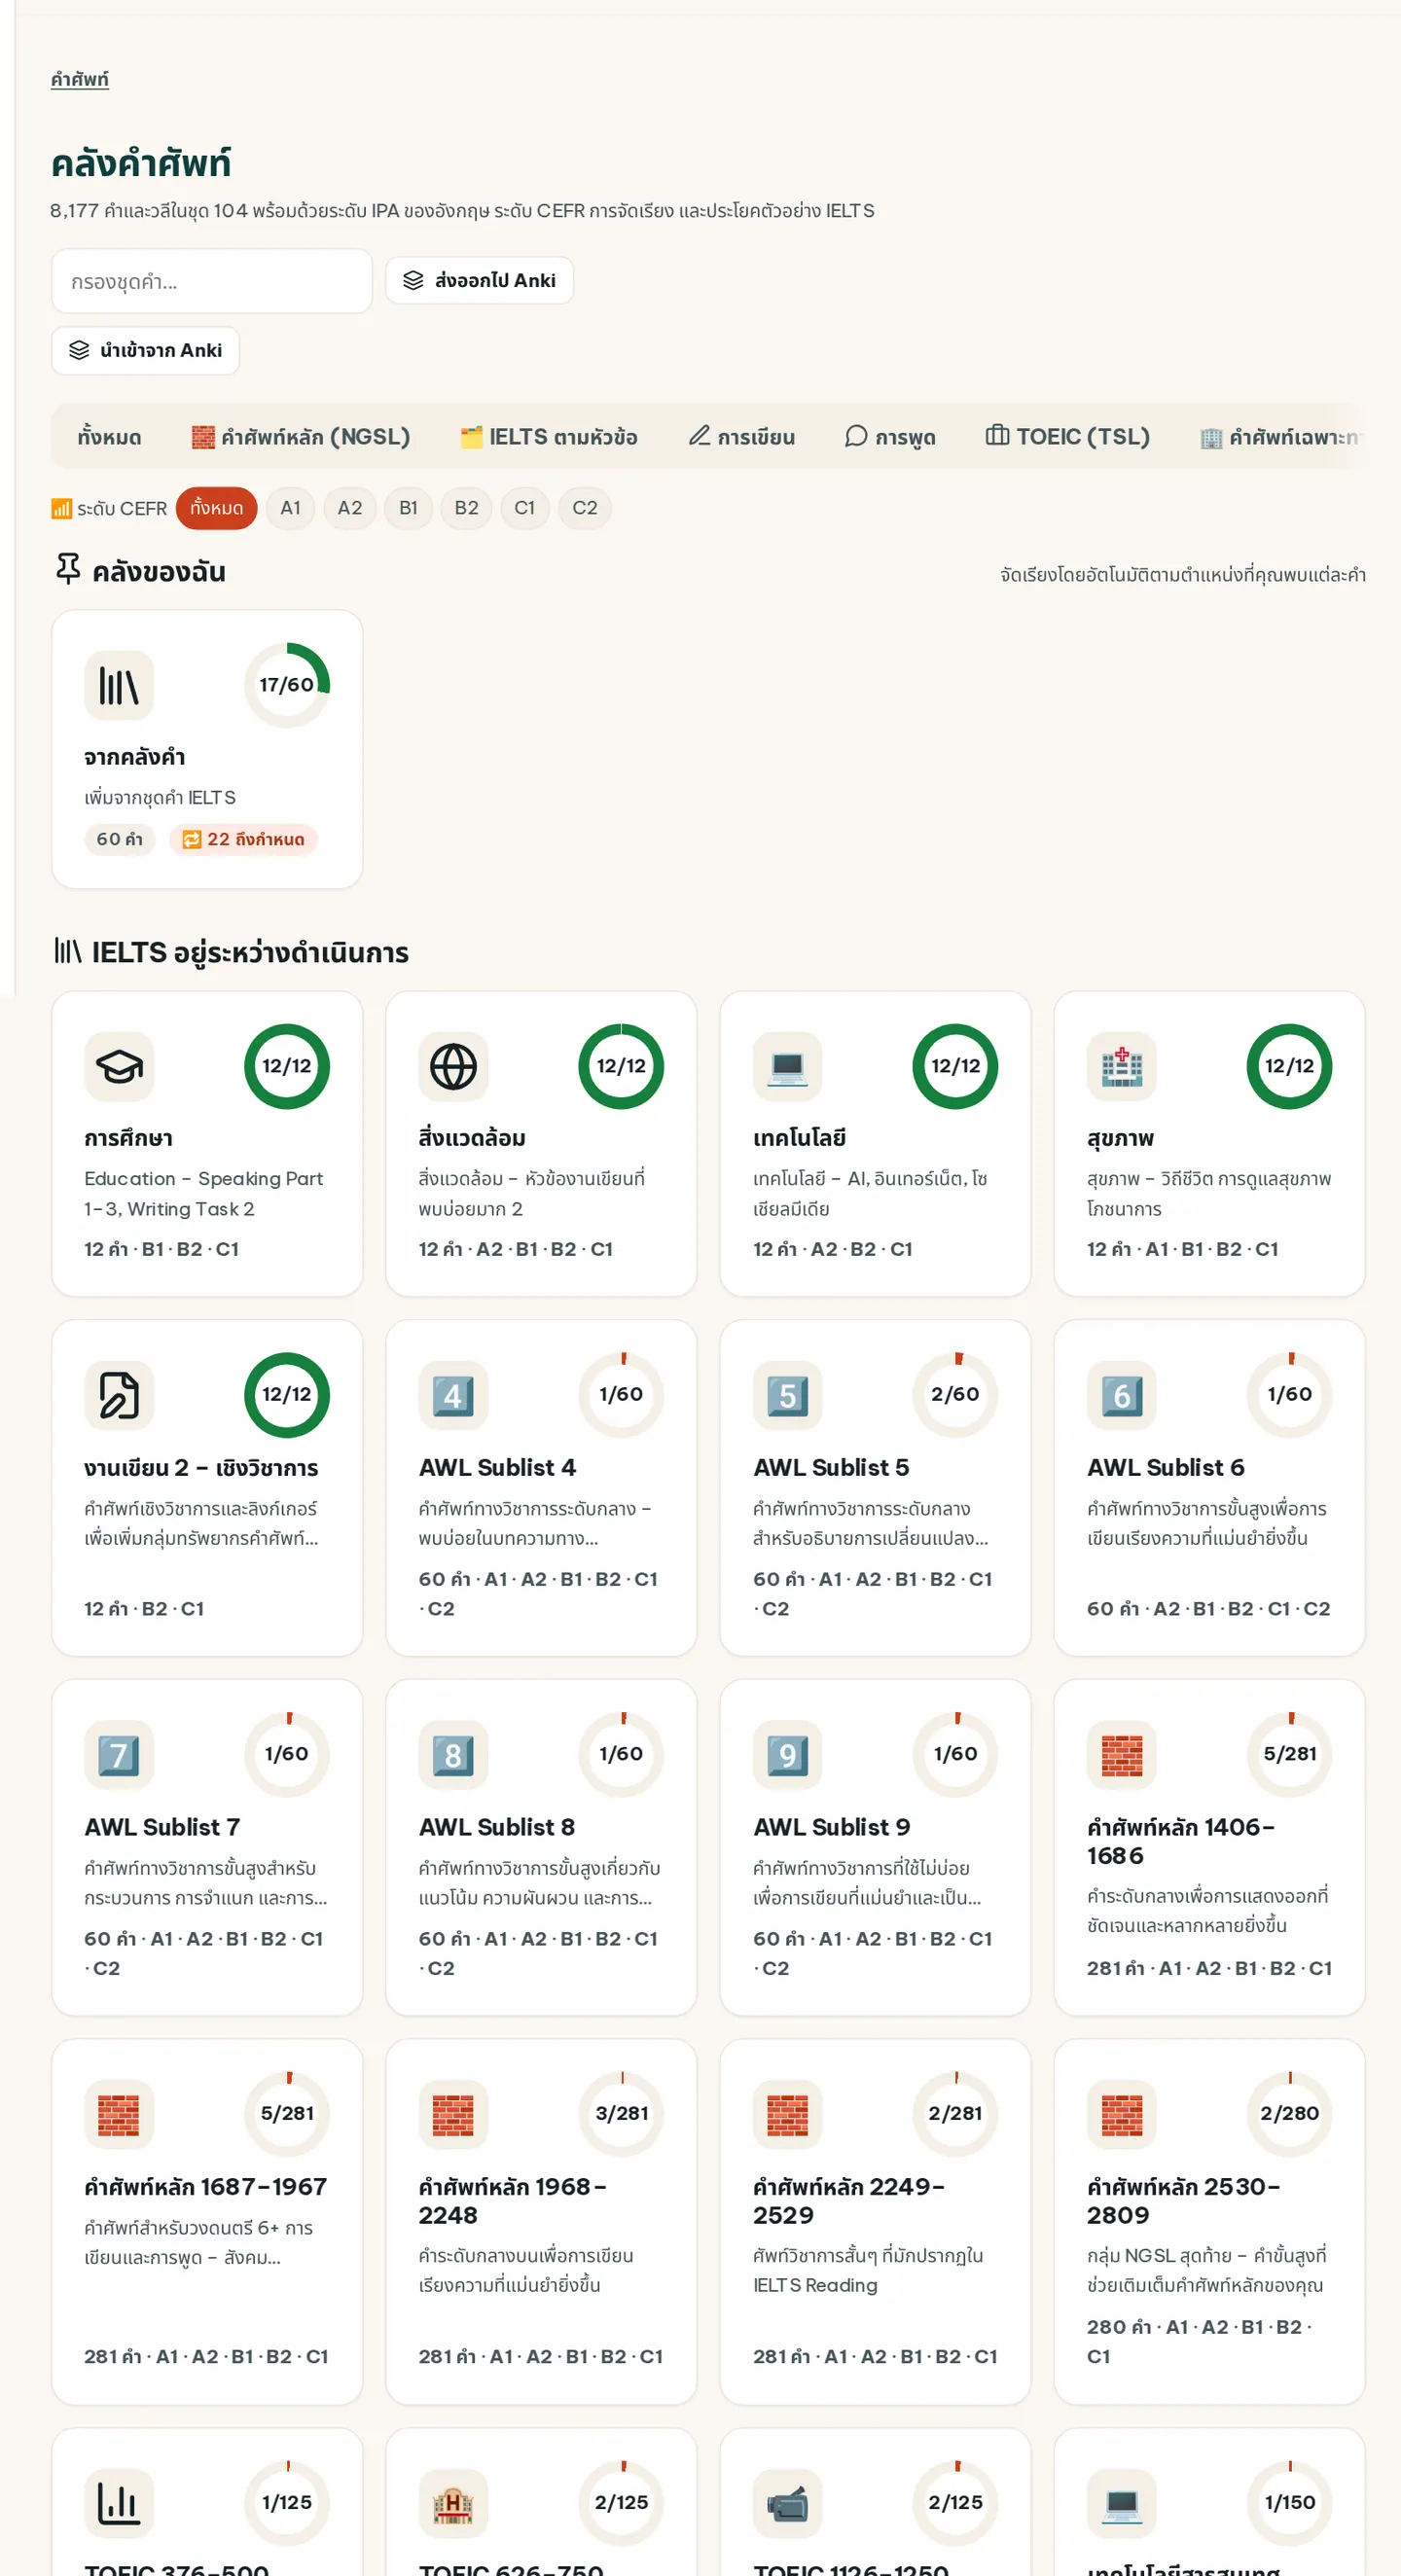 คำศัพท์
คลังคำศัพท์
8,177 คำและวลีในชุด 104 พร้อมด้วยระดับ IPA ของอังกฤษ ระดับ CEFR การจัดเรียง และประโยคตัวอย่าง IELTS
กรองชุดคำ...
ส่งออกไป Anki
นำเข้าจาก Anki
ทั้งหมด
คำศัพท์หลัก (NGSL)
IELTS ตามหัวข้อ
การเขียน
การพูด
TOEIC (TSL)
คำศัพท์เฉพาะทา
ระดับ CEFR ทั้งหมด A1 A2 B1 B2 C1 C2
คลังของฉัน
จัดเรียงโดยอัตโนมัติตามตำแหน่งที่คุณพบแต่ละคำ
17/60
จากคลังคำ
เพิ่มจากชุดคำ IELTS
60 คำ
22 ถึงกำหนด
IELTS อยู่ระหว่างดำเนินการ
12/12
การศึกษา
Education – Speaking Part
1–3, Writing Task 2
12 คำ · B1 · B2 · C1
12/12
สิ่งแวดล้อม
สิ่งแวดล้อม – หัวข้องานเขียนที่
พบบ่อยมาก 2
12 คำ · A2 · B1 · B2 · C1
12/12
เทคโนโลยี
เทคโนโลยี – AI, อินเทอร์เน็ต, โซ
เชียลมีเดีย
12 คำ · A2 · B2 · C1
12/12
สุขภาพ
สุขภาพ – วิถีชีวิต การดูแลสุขภาพ
โภชนาการ
12 คำ · A1 · B1 · B2 · C1
12/12
งานเขียน 2 – เชิงวิชาการ
คำศัพท์เชิงวิชาการและลิงก์เกอร์
เพื่อเพิ่มกลุ่มทรัพยากรคำศัพท์...
12 คำ · B2 · C1
4
1/60
AWL Sublist 4
คำศัพท์ทางวิชาการระดับกลาง –
พบบ่อยในบทความทาง...
60 คำ · A1 · A2 · B1 · B2 · C1
· C2
5
2/60
AWL Sublist 5
คำศัพท์ทางวิชาการระดับกลาง
สำหรับอธิบายการเปลี่ยนแปลง...
60 คำ · A1 · A2 · B1 · B2 · C1
· C2
6
1/60
AWL Sublist 6
คำศัพท์ทางวิชาการขั้นสูงเพื่อการ
เขียนเรียงความที่แม่นยำยิ่งขึ้น
60 คำ · A2 · B1 · B2 · C1 · C2
7
1/60
AWL Sublist 7
คำศัพท์ทางวิชาการขั้นสูงสำหรับ
กระบวนการ การจำแนก และการ...
60 คำ · A1 · A2 · B1 · B2 · C1
· C2
8
1/60
AWL Sublist 8
คำศัพท์ทางวิชาการขั้นสูงเกี่ยวกับ
แนวโน้ม ความผันผวน และการ...
60 คำ · A1 · A2 · B1 · B2 · C1
· C2
9
1/60
AWL Sublist 9
คำศัพท์ทางวิชาการที่ใช้ไม่บ่อย
เพื่อการเขียนที่แม่นยำและเป็น...
60 คำ · A1 · A2 · B1 · B2 · C1
· C2
5/281
คำศัพท์หลัก 1406–
1686
คำระดับกลางเพื่อการแสดงออกที่
ชัดเจนและหลากหลายยิ่งขึ้น
281 คำ · A1 · A2 · B1 · B2 · C1
5/281
คำศัพท์หลัก 1687–1967
คำศัพท์สำหรับวงดนตรี 6+ การ
เขียนและการพูด – สังคม...
281 คำ · A1 · A2 · B1 · B2 · C1
3/281
คำศัพท์หลัก 1968–
2248
คำระดับกลางบนเพื่อการเขียน
เรียงความที่แม่นยำยิ่งขึ้น
281 คำ · A1 · A2 · B1 · B2 · C1
2/281
คำศัพท์หลัก 2249–
2529
ศัพท์วิชาการสั้นๆ ที่มักปรากฏใน
IELTS Reading
281 คำ · A1 · A2 · B1 · B2 · C1
2/280
คำศัพท์หลัก 2530–
2809
กลุ่ม NGSL สุดท้าย – คำขั้นสูงที่
ช่วยเติมเต็มคำศัพท์หลักของคุณ
280 คำ · A1 · A2 · B1 · B2 ·
C1
1/125
TOEIC 376–500
2/125
TOEIC 626–750
2/125
TOEIC 1126–1250
1/150
เทคโนโลยีสารสนเทศ